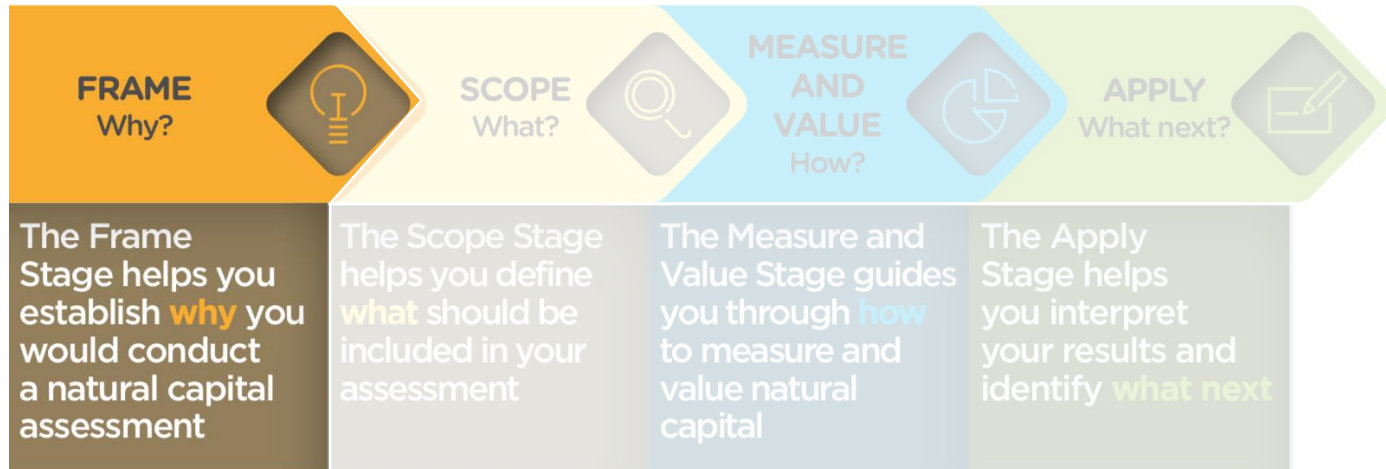 FRAME
Why?
SCOPE
What?
MEASURE
AND
VALUE
How?
APPLY
What next?
The Frame
Stage helps you
establish why you
would conduct
a natural capital
assessment
The Scope Stage
helps you define
what should be
included in your
assessment
The Measure and
Value Stage guides
you through how
to measure and
value natural
capital
The Apply
Stage helps
you interpret
your results and
identify what next